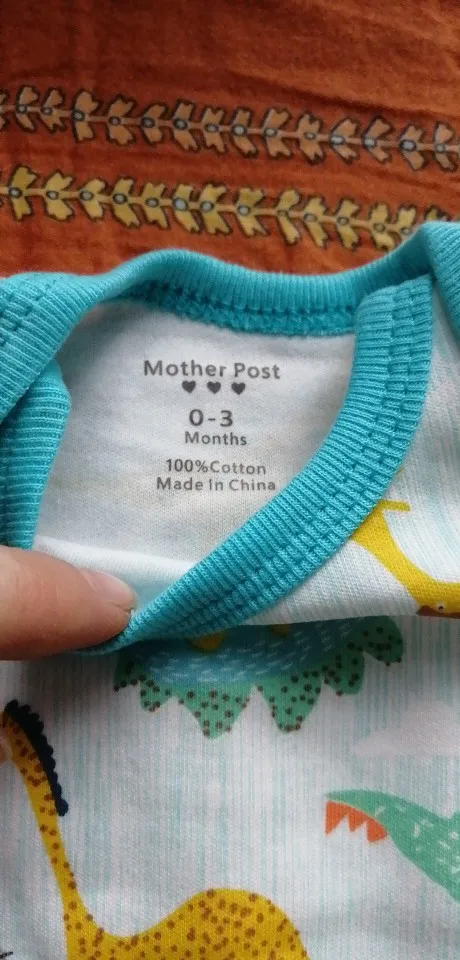 Mother Post
♥ ♥ ♥
0-3
Months
100%Cotton
Made In China